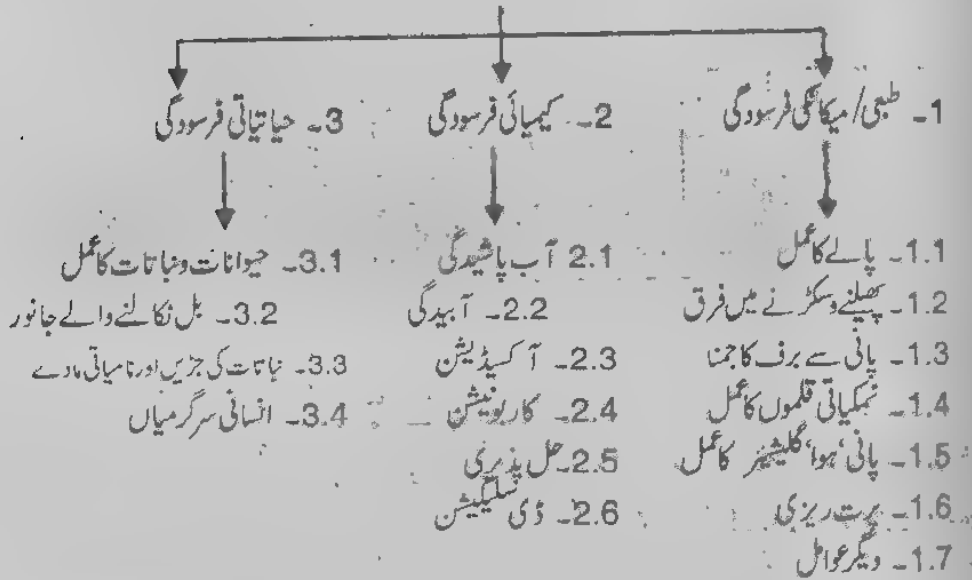 1۔ طبعی/میکانکی فرسودگی
1.1۔ پالے کا عمل
1.2۔ پھیلنے و سکڑنے میں فرق
1.3۔ پانی سے برف کا جمنا
1.4۔ نمکیاتی قلموں کا عمل
1.5۔ پانی، ہوا، گلیشیئر کا عمل
1.6۔ پرت ریزی
1.7۔ دیگر عوامل
2۔ کیمیائی فرسودگی
2.1 آب پاشیدگی
2.2۔ آبیدگی
2.3۔ آکسیڈیشن
2.4۔ کاربونیشن
2.5۔ حل پذیری
2.6۔ ڈی سلیکیشن
3۔ حیاتیاتی فرسودگی
3.1۔ حیوانات و نباتات کا عمل
3.2۔ بل نکالنے والے جانور
3.3۔ نباتات کی جڑیں اور نامیاتی مادے
3.4۔ انسانی سرگرمیاں